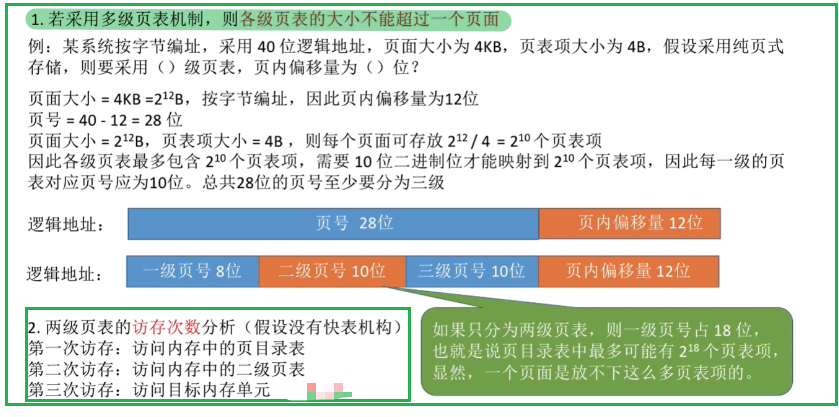 1. 若采用多级页表机制，则各级页表的大小不能超过一个页面
例：某系统按字节编址，采用 40 位逻辑地址，页面大小为 4KB，页表项大小为 4B，假设采用纯页式
存储，则要采用（）级页表，页内偏移量为（）位？
页面大小 = 4KB =2¹²B，按字节编址，因此页内偏移量为12位
页号 = 40 - 12 = 28 位
页面大小 = 2¹²B，页表项大小 = 4B ，则每个页面可存放 2¹² / 4 = 2¹⁰ 个页表项
因此各级页表最多包含 2¹⁰ 个页表项，需要 10 位二进制位才能映射到 2¹⁰ 个页表项，因此每一级的页
表对应页号应为10位。总共28位的页号至少要分为三级
逻辑地址： 页号 28位 页内偏移量 12位
逻辑地址： 一级页号 8位 二级页号 10位 三级页号 10位 页内偏移量 12位
2. 两级页表的访存次数分析（假设没有快表机构）
第一次访存：访问内存中的页目录表
第二次访存：访问内存中的二级页表
第三次访存：访问目标内存单元
如果只分为两级页表，则一级页号占 18 位，
也就是说页目录表中最多可能有 2¹⁸ 个页表项，
显然，一个页面是放不下这么多页表项的。